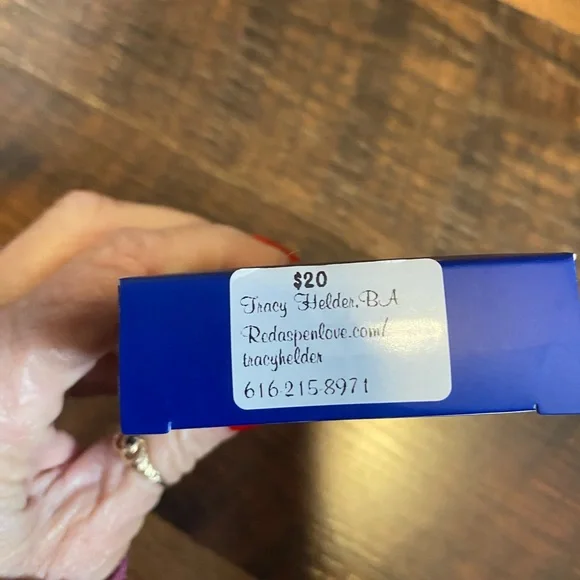 $20
Tracy Helder, BA
Redaspenlove.com/
tracyhelder
616-215-8971